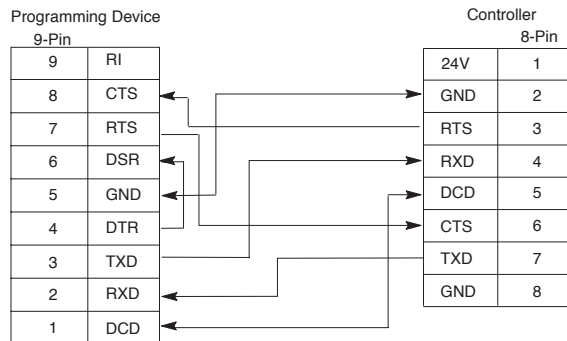 Programming Device
9-Pin
9 RI
8 CTS
7 RTS
6 DSR
5 GND
4 DTR
3 TXD
2 RXD
1 DCD
Controller
8-Pin
24V 1
GND 2
RTS 3
RXD 4
DCD 5
CTS 6
TXD 7
GND 8